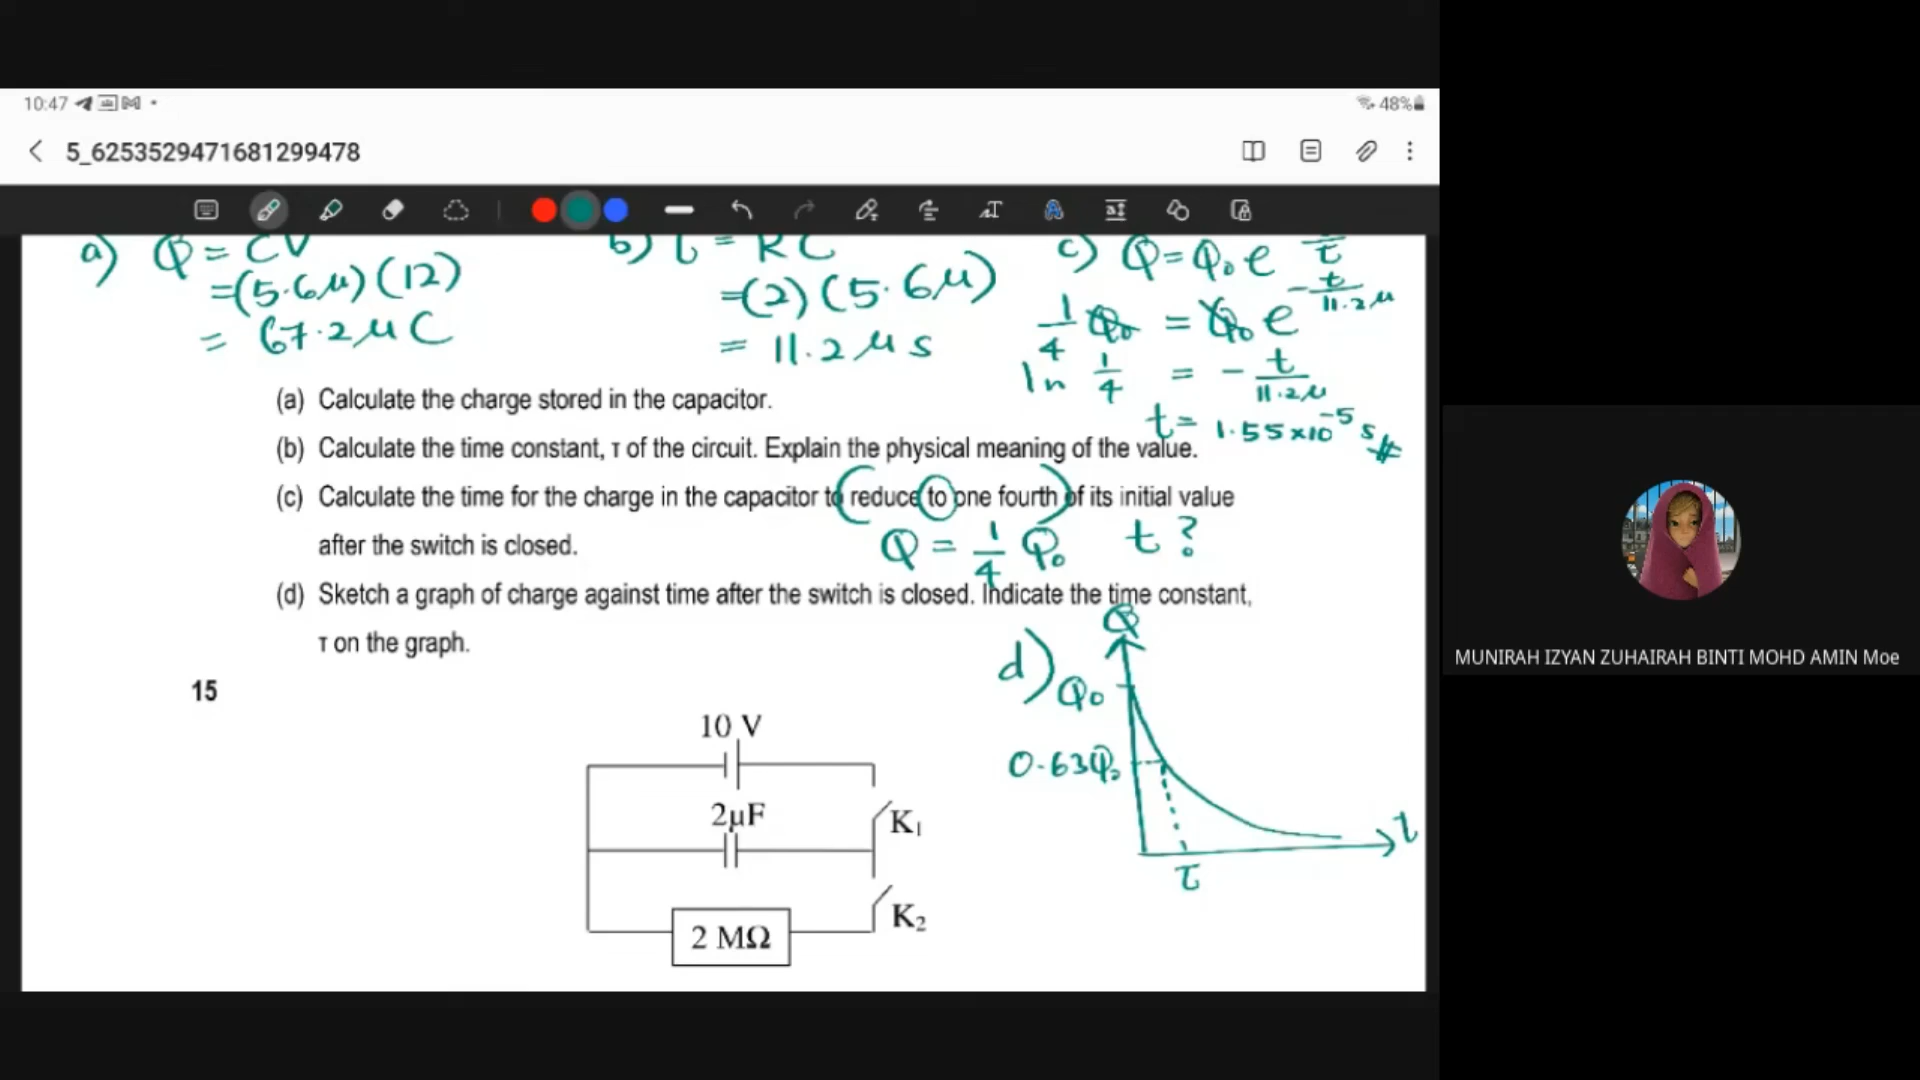 10:47
48%
5_6253529471681299478
a) Q = CV
=(5.6μ)(12)
= 67.2μC
b) τ = RC
=(2)(5.6μ)
= 11.2μs
c) Q = Q₀ e t/τ
1/4 Q₀ = Q₀ e -t/11.2μ
ln 1/4 = - t/11.2μ
t = 1.55×10⁻⁵ s #
(a) Calculate the charge stored in the capacitor.
(b) Calculate the time constant, τ of the circuit. Explain the physical meaning of the value.
(c) Calculate the time for the charge in the capacitor to reduce to one fourth of its initial value
after the switch is closed.
Q = 1/4 Q₀ t ?
(d) Sketch a graph of charge against time after the switch is closed. Indicate the time constant,
τ on the graph.
d)
Q
Q₀
0.63Q₀
t
τ
15
10 V
2μF
K₁
K₂
2 MΩ
MUNIRAH IZYAN ZUHAIRAH BINTI MOHD AMIN Moe